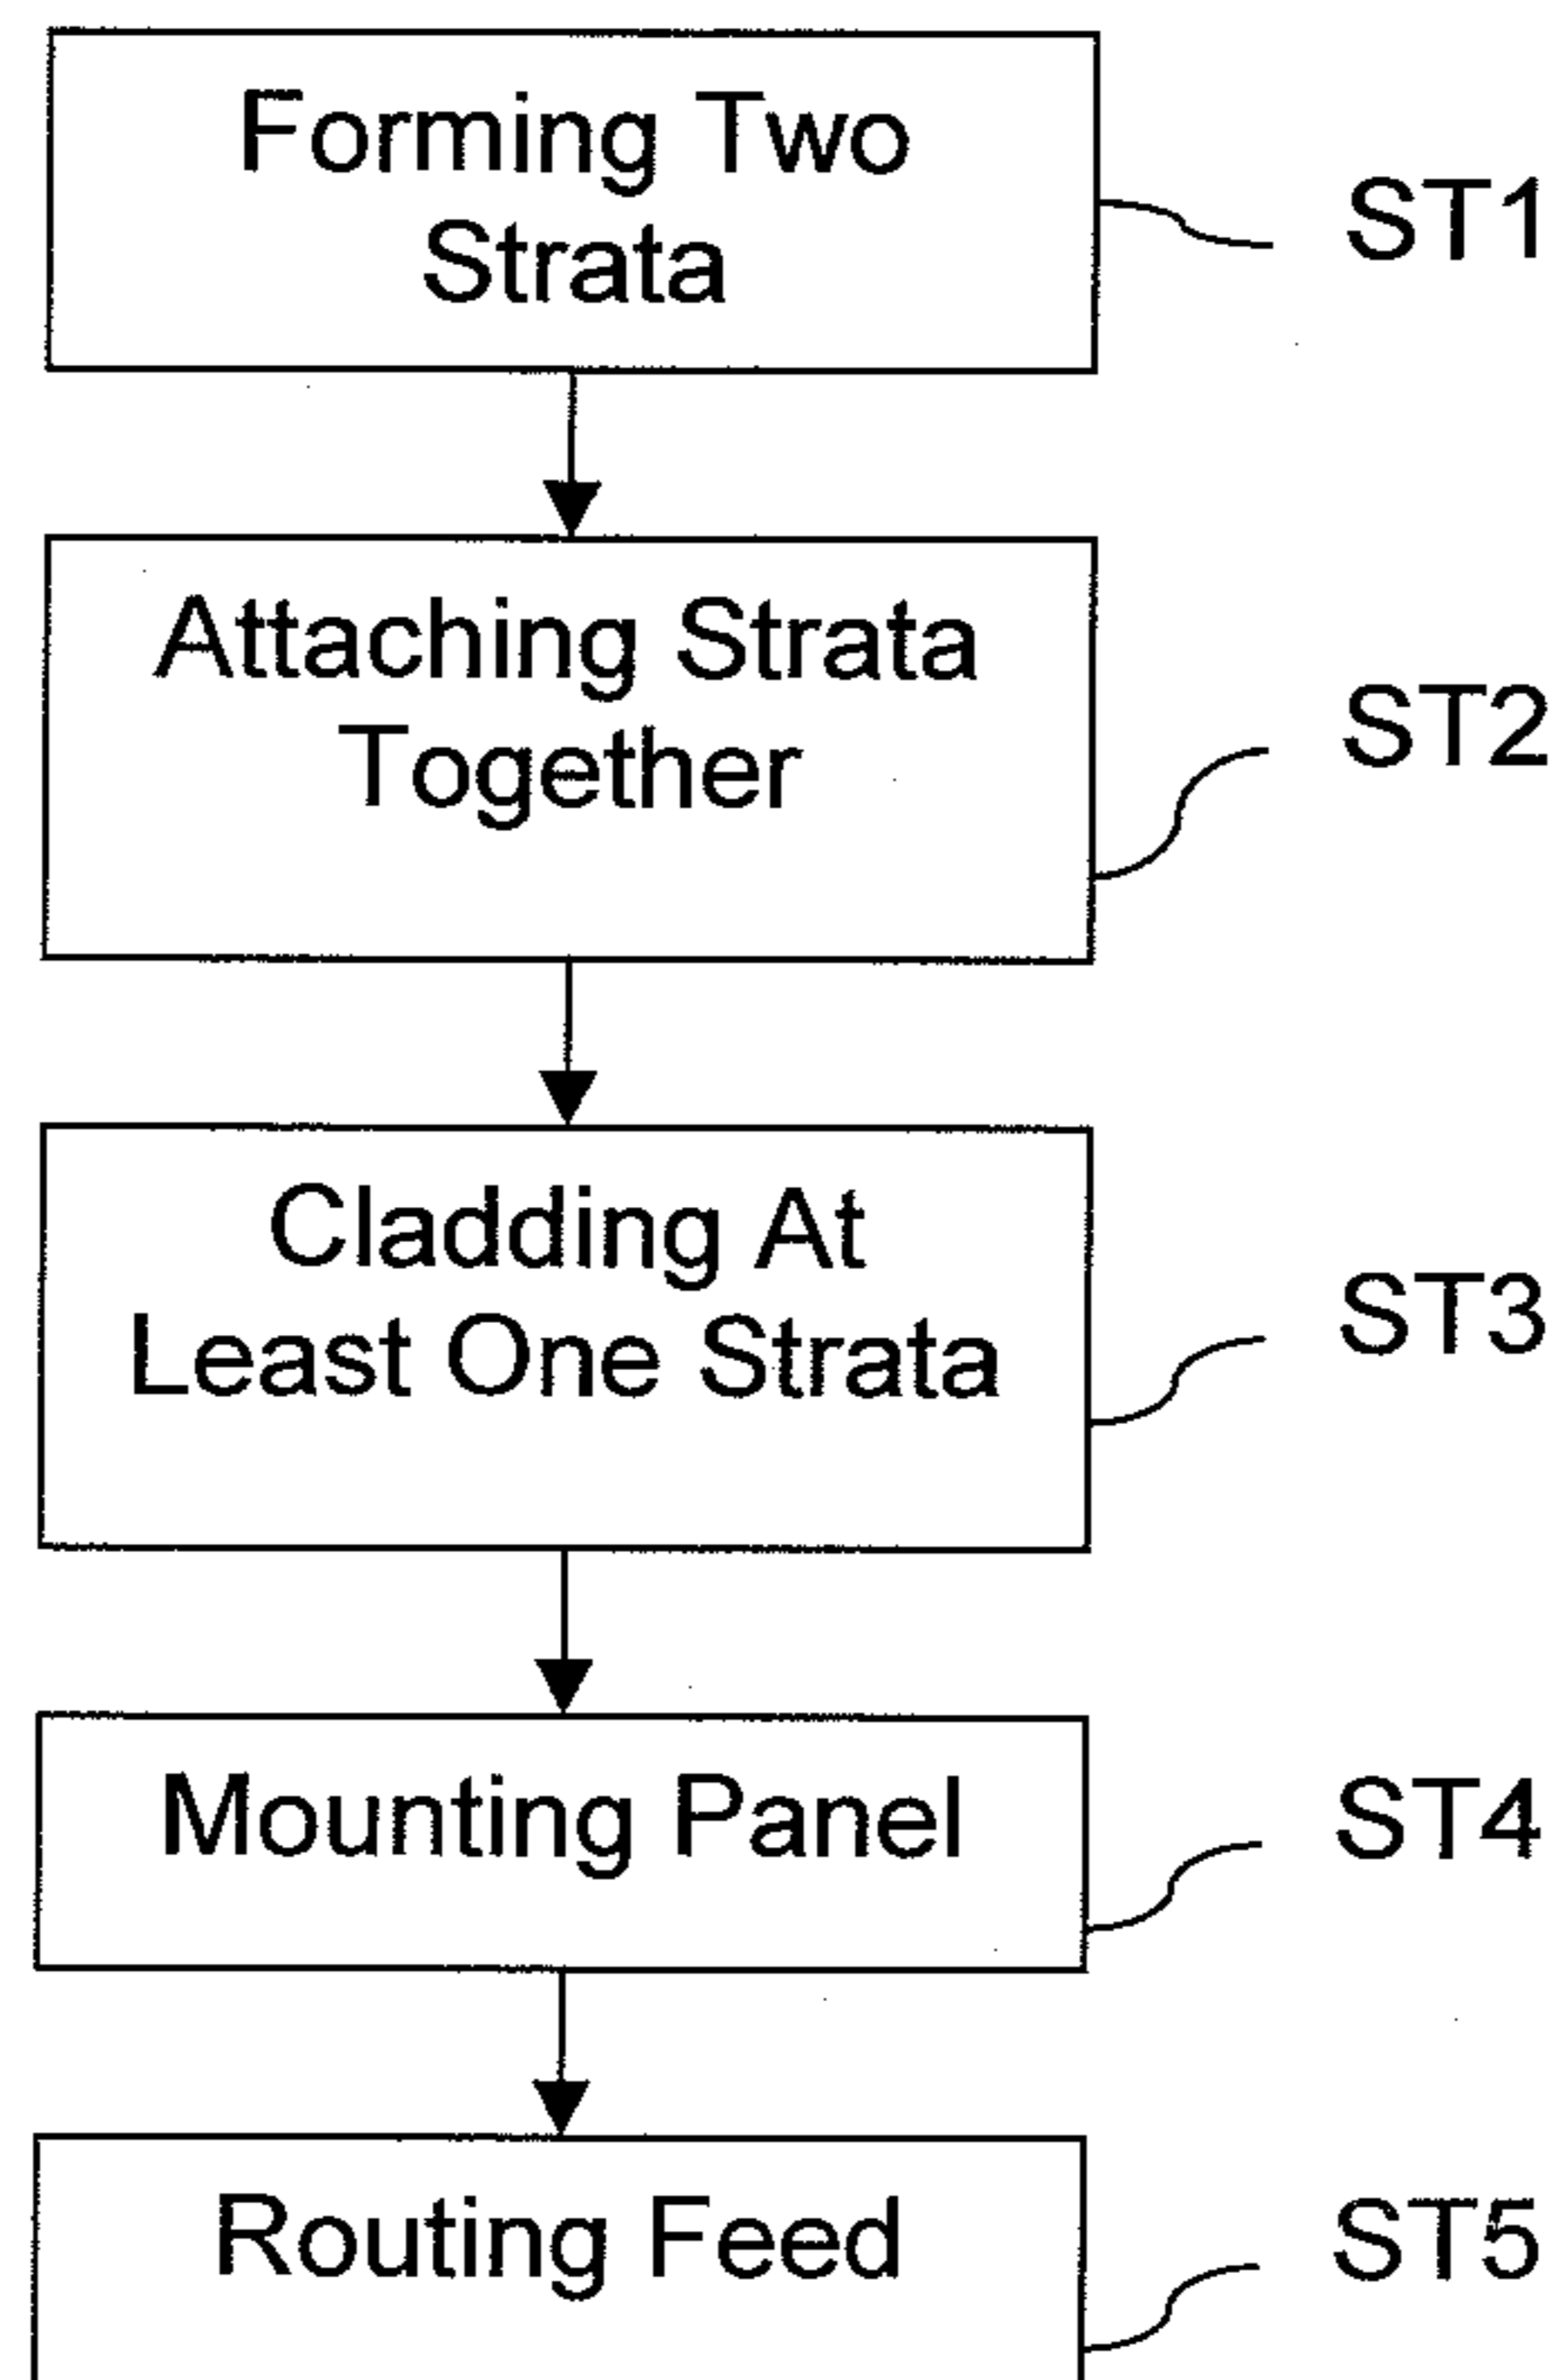 Forming Two
Strata
ST1
Attaching Strata
Together
ST2
Cladding At
Least One Strata
ST3
Mounting Panel
ST4
Routing Feed
ST5